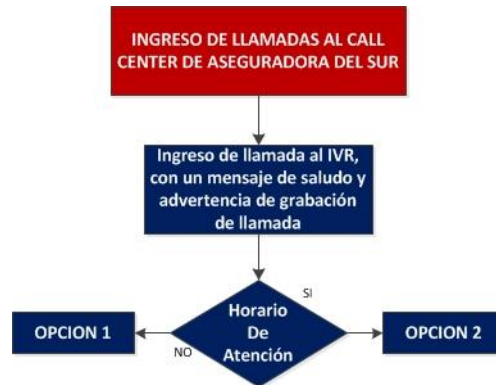 INGRESO DE LLAMADAS AL CALL
CENTER DE ASEGURADORA DEL SUR
Ingreso de llamada al IVR,
con un mensaje de saludo y
advertencia de grabación
de llamada
SI
Horario
De
Atención
OPCION 1
NO
OPCION 2